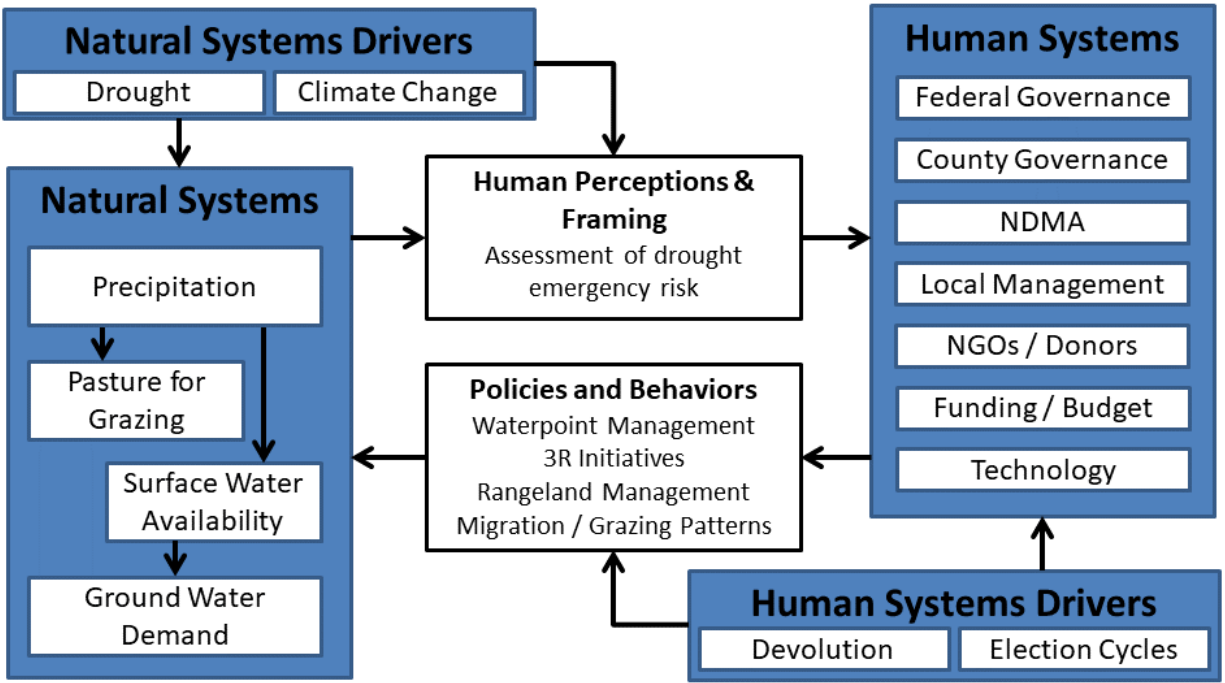 Natural Systems Drivers
Drought
Climate Change
Natural Systems
Precipitation
Pasture for
Grazing
Surface Water
Availability
Ground Water
Demand
Human Perceptions &
Framing
Assessment of drought
emergency risk
Policies and Behaviors
Waterpoint Management
3R Initiatives
Rangeland Management
Migration / Grazing Patterns
Human Systems
Federal Governance
County Governance
NDMA
Local Management
NGOs / Donors
Funding / Budget
Technology
Human Systems Drivers
Devolution
Election Cycles